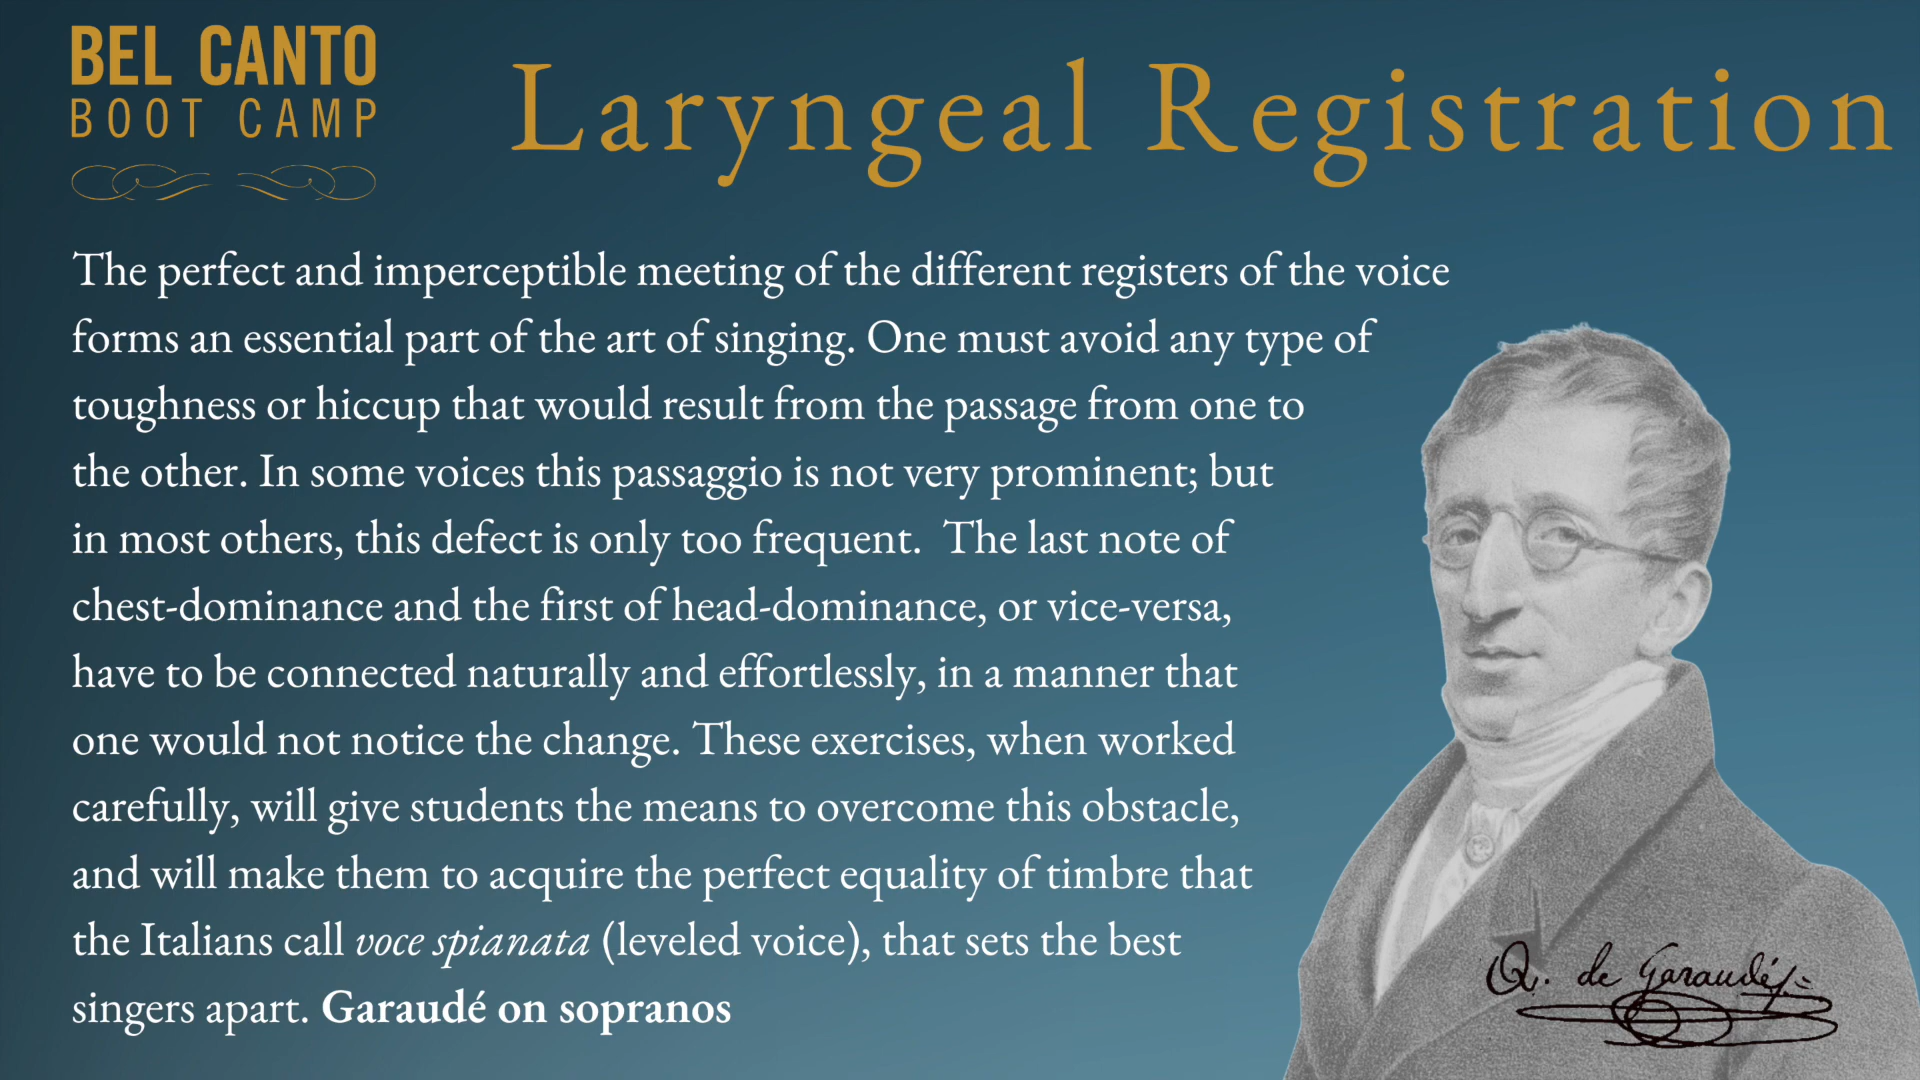 BEL CANTO
BOOT CAMP
Laryngeal Registration
The perfect and imperceptible meeting of the different registers of the voice
forms an essential part of the art of singing. One must avoid any type of
toughness or hiccup that would result from the passage from one to
the other. In some voices this passaggio is not very prominent; but
in most others, this defect is only too frequent.  The last note of
chest-dominance and the first of head-dominance, or vice-versa,
have to be connected naturally and effortlessly, in a manner that
one would not notice the change. These exercises, when worked
carefully, will give students the means to overcome this obstacle,
and will make them to acquire the perfect equality of timbre that
the Italians call voce spianata (leveled voice), that sets the best
singers apart. Garaudé on sopranos
A. de Garaudé